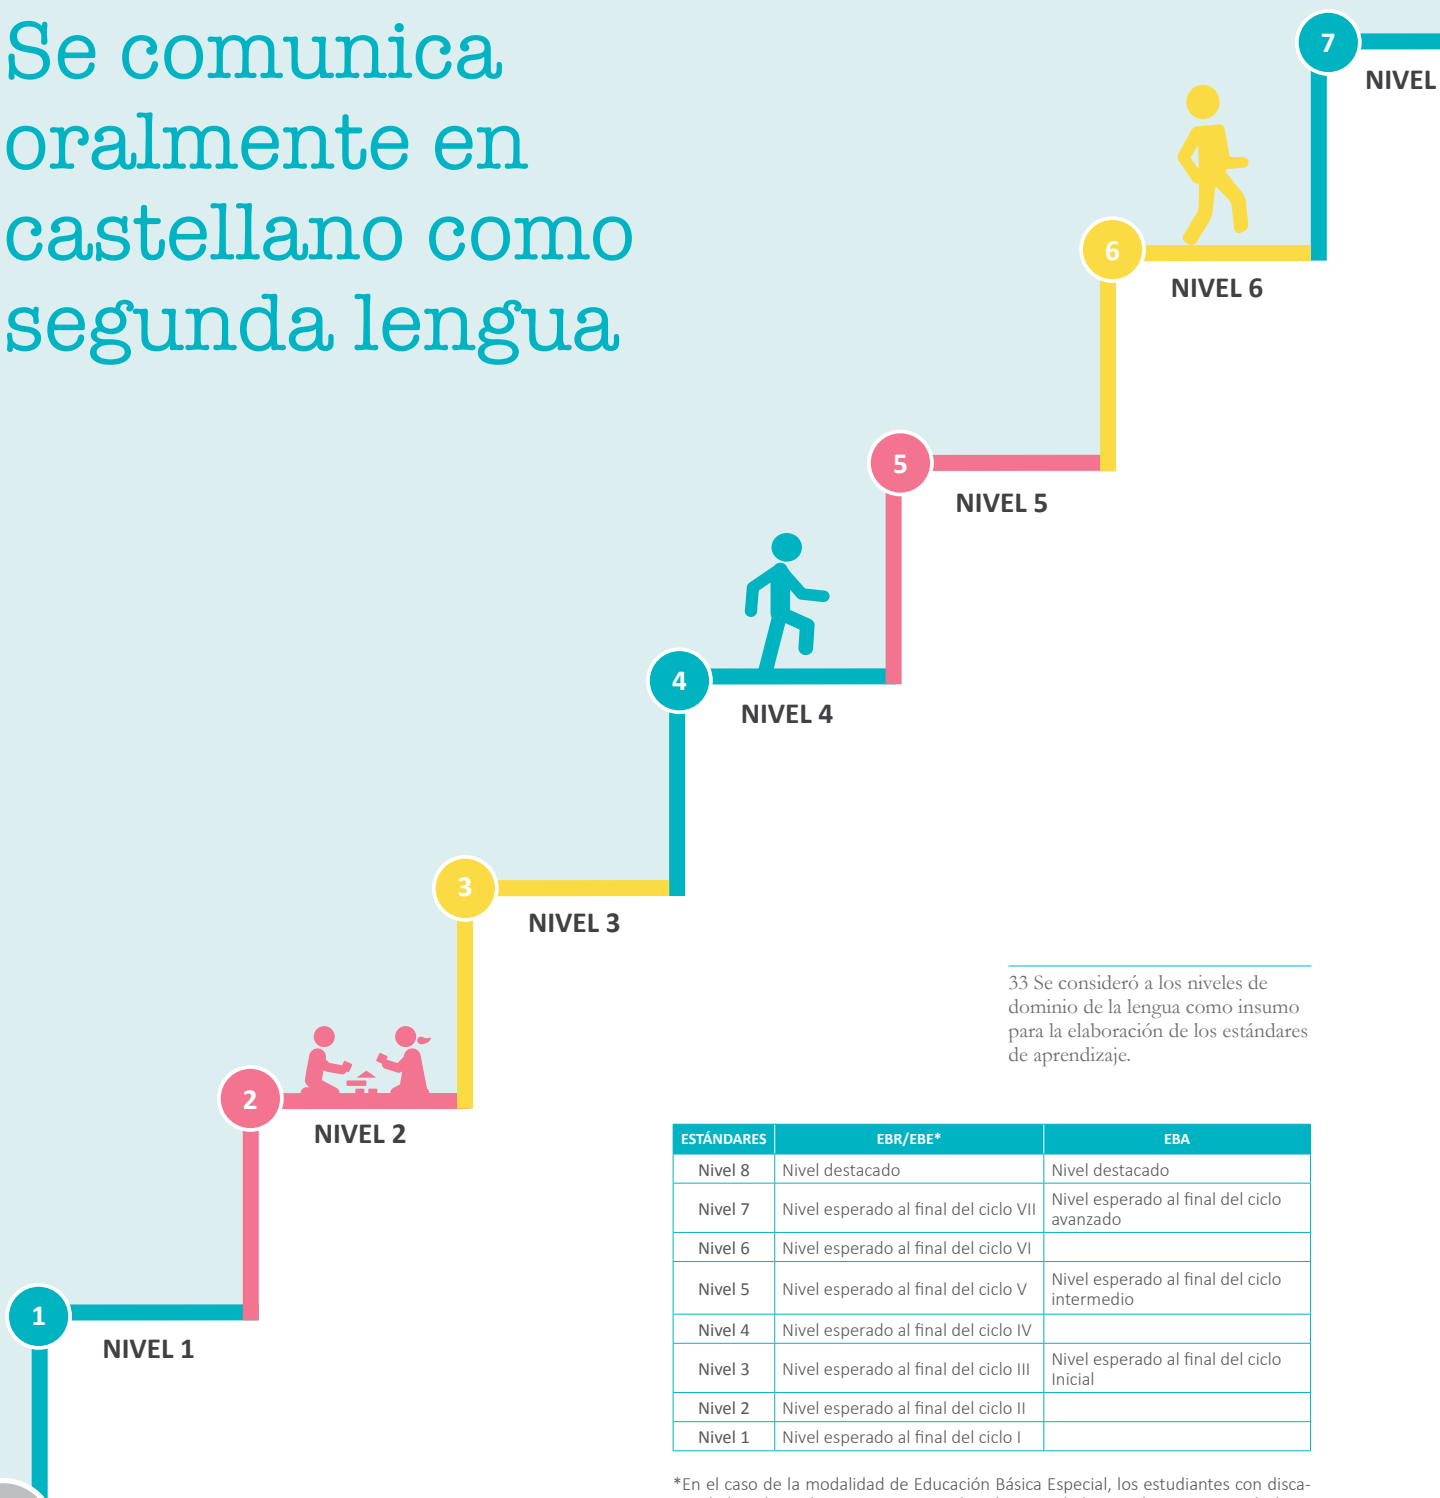 Se comunica
oralmente en
castellano como
segunda lengua
7
NIVEL
6
NIVEL 6
5
NIVEL 5
4
NIVEL 4
3
NIVEL 3
2
NIVEL 2
1
NIVEL 1
33 Se consideró a los niveles de
dominio de la lengua como insumo
para la elaboración de los estándares
de aprendizaje.
ESTÁNDARES EBR/EBE* EBA
Nivel 8 Nivel destacado Nivel destacado
Nivel 7 Nivel esperado al final del ciclo VII Nivel esperado al final del ciclo
avanzado
Nivel 6 Nivel esperado al final del ciclo VI
Nivel 5 Nivel esperado al final del ciclo V Nivel esperado al final del ciclo
intermedio
Nivel 4 Nivel esperado al final del ciclo IV
Nivel 3 Nivel esperado al final del ciclo III Nivel esperado al final del ciclo
Inicial
Nivel 2 Nivel esperado al final del ciclo II
Nivel 1 Nivel esperado al final del ciclo I
*En el caso de la modalidad de Educación Básica Especial, los estudiantes con disca-